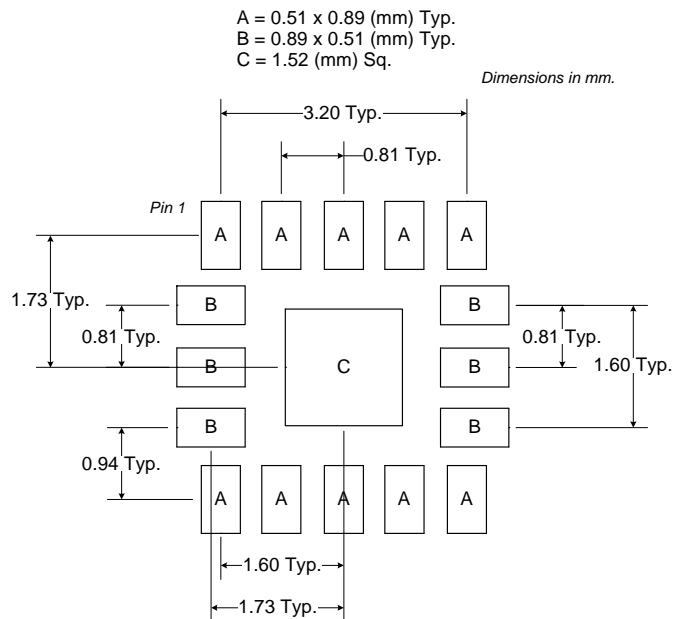 A = 0.51 x 0.89 (mm) Typ.
B = 0.89 x 0.51 (mm) Typ.
C = 1.52 (mm) Sq.
Dimensions in mm.
3.20 Typ.
0.81 Typ.
Pin 1
A A A A A
1.73 Typ.
B B
0.81 Typ. 0.81 Typ.
1.60 Typ.
B C B
B B
0.94 Typ.
A A A A A
1.60 Typ.
1.73 Typ.